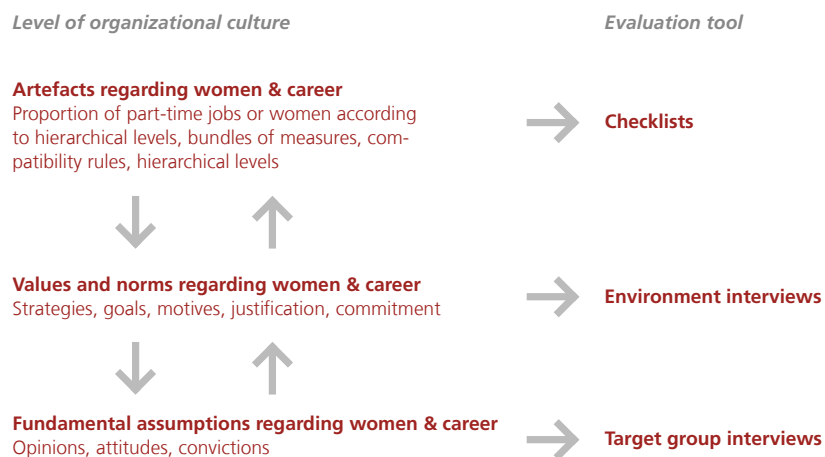 Level of organizational culture
Evaluation tool
Artefacts regarding women & career
Proportion of part-time jobs or women according
to hierarchical levels, bundles of measures, com-
patibility rules, hierarchical levels
Checklists
Values and norms regarding women & career
Strategies, goals, motives, justification, commitment
Environment interviews
Fundamental assumptions regarding women & career
Opinions, attitudes, convictions
Target group interviews